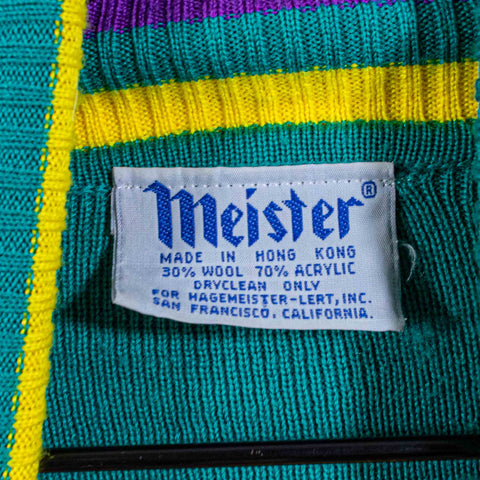 Meister®
MADE IN HONG KONG
30% WOOL 70% ACRYLIC
DRYCLEAN ONLY
FOR HAGEMEISTER-LERT, INC.
SAN FRANCISCO, CALIFORNIA.